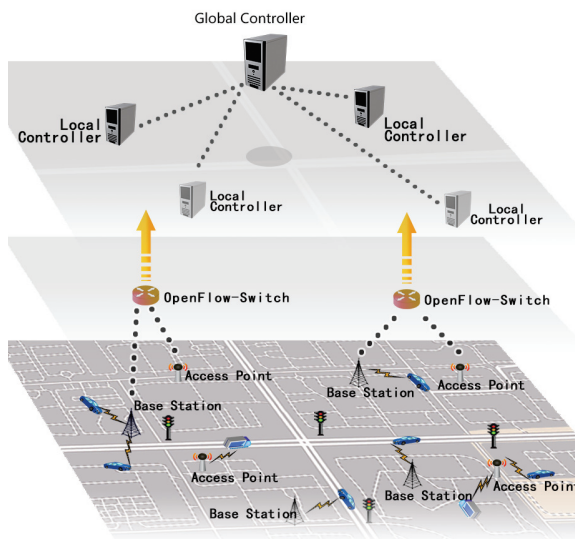 Global Controller
Local
Controller
Local
Controller
Local
Controller
Local
Controller
OpenFlow-Switch
OpenFlow-Switch
Access Point
Access Point
Base Station
Base Station
Access Point
Base Station
Access Point
Base Station